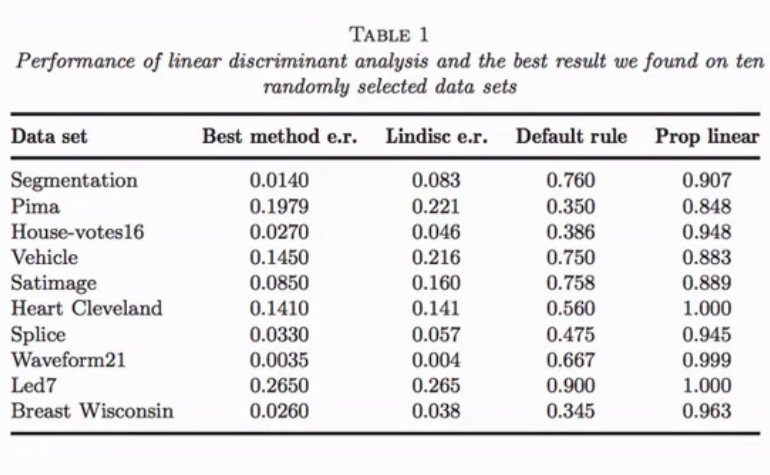 TABLE 1
Performance of linear discriminant analysis and the best result we found on ten
randomly selected data sets
Data set Best method e.r. Lindisc e.r. Default rule Prop linear
Segmentation 0.0140 0.083 0.760 0.907
Pima 0.1979 0.221 0.350 0.848
House-votes16 0.0270 0.046 0.386 0.948
Vehicle 0.1450 0.216 0.750 0.883
Satimage 0.0850 0.160 0.758 0.889
Heart Cleveland 0.1410 0.141 0.560 1.000
Splice 0.0330 0.057 0.475 0.945
Waveform21 0.0035 0.004 0.667 0.999
Led7 0.2650 0.265 0.900 1.000
Breast Wisconsin 0.0260 0.038 0.345 0.963